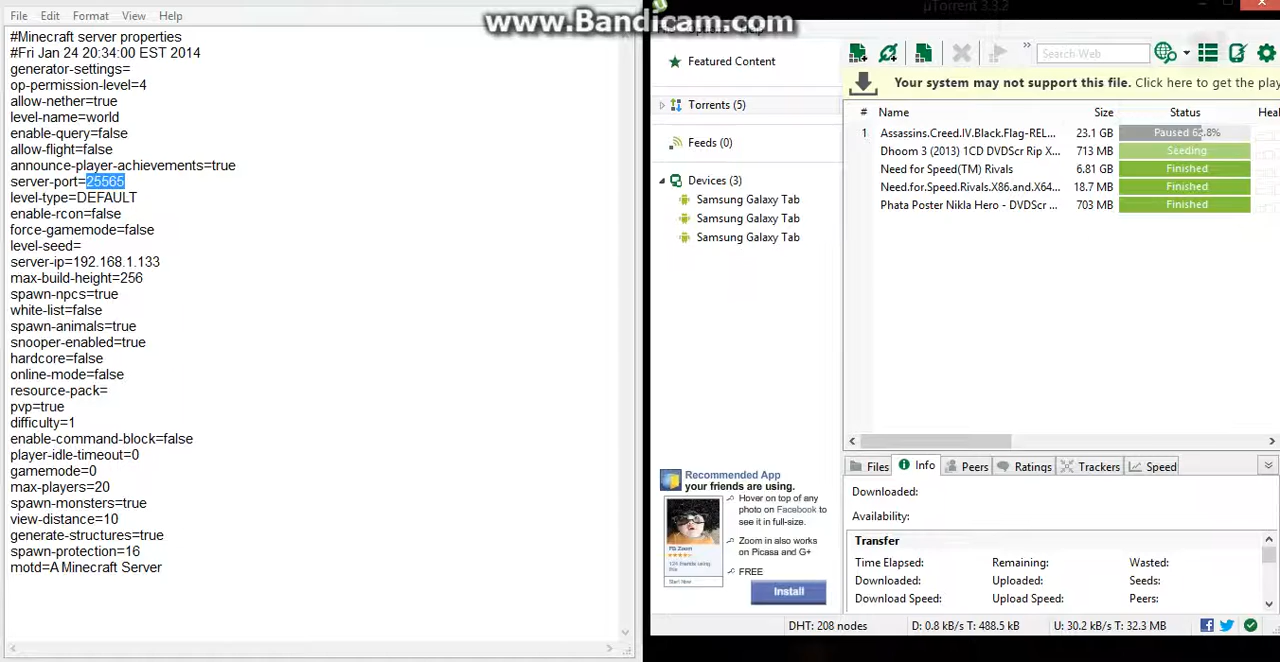 www.Bandicam.com
File Edit Format View Help
#Minecraft server properties
#Fri Jan 24 20:34:00 EST 2014
generator-settings=
op-permission-level=4
allow-nether=true
level-name=world
enable-query=false
allow-flight=false
announce-player-achievements=true
server-port=25565
level-type=DEFAULT
enable-rcon=false
force-gamemode=false
level-seed=
server-ip=192.168.1.133
max-build-height=256
spawn-npcs=true
white-list=false
spawn-animals=true
snooper-enabled=true
hardcore=false
online-mode=false
resource-pack=
pvp=true
difficulty=1
enable-command-block=false
player-idle-timeout=0
gamemode=0
max-players=20
spawn-monsters=true
view-distance=10
generate-structures=true
spawn-protection=16
motd=A Minecraft Server
µTorrent 3.3.2
Featured Content
Torrents (5)
Feeds (0)
Devices (3)
Samsung Galaxy Tab
Samsung Galaxy Tab
Samsung Galaxy Tab
Recommended App
your friends are using.
Hover on top of any
photo on Facebook to
see it in full-size.
Zoom in also works
on Picasa and G+
FREE
Install
Search Web
Your system may not support this file. Click here to get the play
# Name Size Status Heal
1 Assassins.Creed.IV.Black.Flag-REL... 23.1 GB Paused 62.8%
Dhoom 3 (2013) 1CD DVDScr Rip X... 713 MB Seeding
Need for Speed(TM) Rivals 6.81 GB Finished
Need.for.Speed.Rivals.X86.and.X64... 18.7 MB Finished
Phata Poster Nikla Hero - DVDScr ... 703 MB Finished
Files Info Peers Ratings Trackers Speed
Downloaded:
Availability:
Transfer
Time Elapsed: Remaining: Wasted:
Downloaded: Uploaded: Seeds:
Download Speed: Upload Speed: Peers:
DHT: 208 nodes D: 0.8 kB/s T: 488.5 kB U: 30.2 kB/s T: 32.3 MB